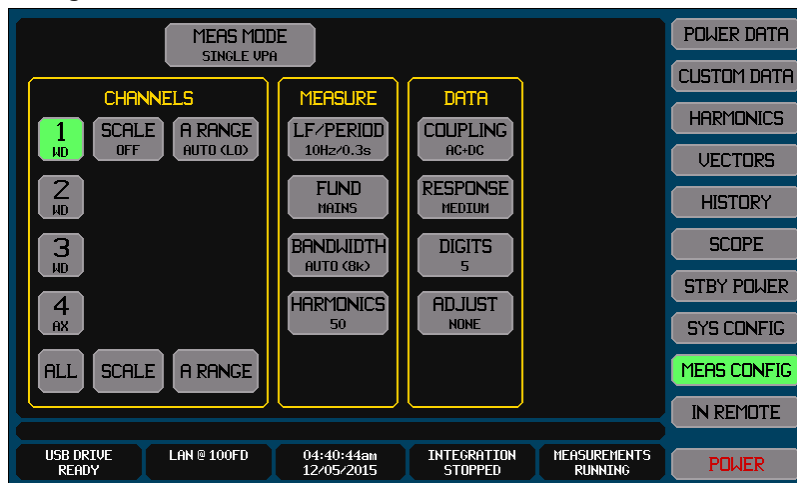 MEAS MODE
SINGLE VPA
CHANNELS
1
WD
SCALE
OFF
A RANGE
AUTO (LO)
2
WD
3
WD
4
AX
ALL
SCALE
A RANGE
MEASURE
LF/PERIOD
10Hz/0.3s
FUND
MAINS
BANDWIDTH
AUTO (8k)
HARMONICS
50
DATA
COUPLING
AC+DC
RESPONSE
MEDIUM
DIGITS
5
ADJUST
NONE
POWER DATA
CUSTOM DATA
HARMONICS
VECTORS
HISTORY
SCOPE
STBY POWER
SYS CONFIG
MEAS CONFIG
IN REMOTE
POWER
USB DRIVE
READY
LAN @ 100FD
04:40:44am
12/05/2015
INTEGRATION
STOPPED
MEASUREMENTS
RUNNING